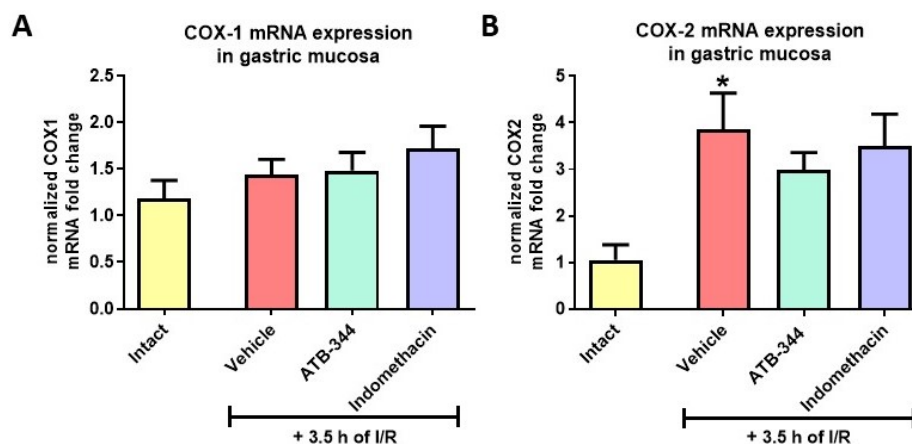 A
COX-1 mRNA expression
in gastric mucosa
normalized COX1
mRNA fold change
2.5
2.0
1.5
1.0
0.5
0.0
Intact
Vehicle
ATB-344
Indomethacin
+ 3.5 h of I/R
B
COX-2 mRNA expression
in gastric mucosa
normalized COX2
mRNA fold change
5
4
3
2
1
0
*
Intact
Vehicle
ATB-344
Indomethacin
+ 3.5 h of I/R